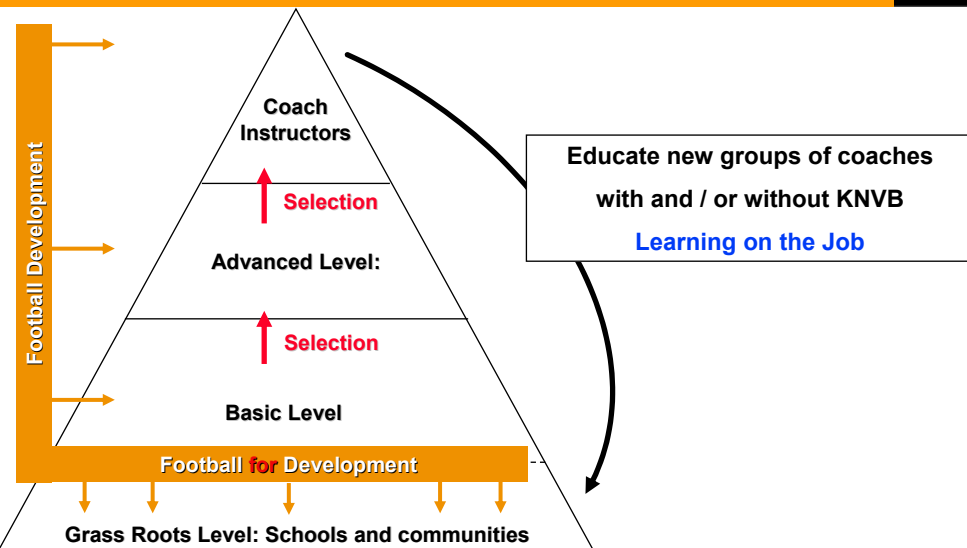 Coach
Instructors
Selection
Advanced Level:
Selection
Basic Level
Football Development
Football for Development
Grass Roots Level: Schools and communities
Educate new groups of coaches
with and / or without KNVB
Learning on the Job